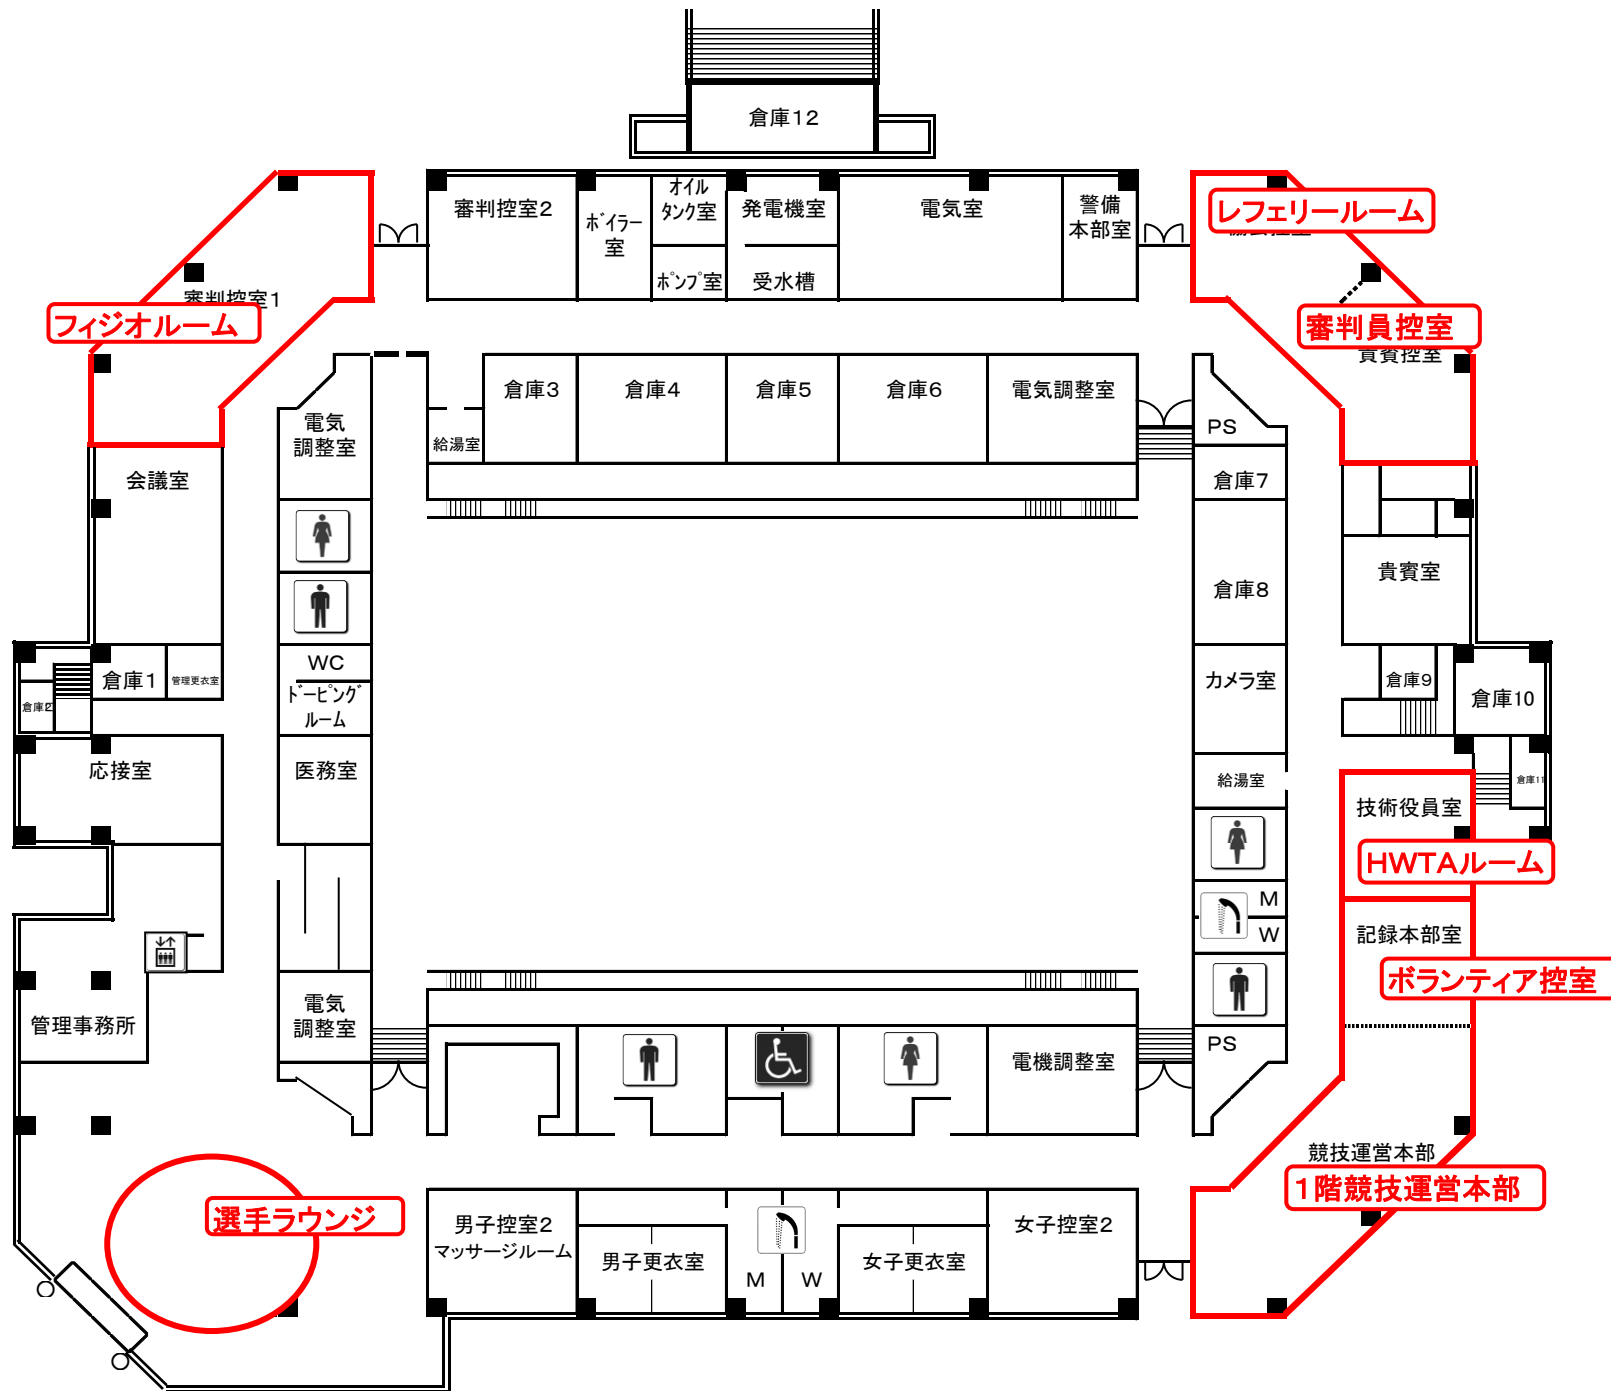 倉庫12
審判控室2
ボイラー
室
オイル
タンク室
ポンプ室
発電機室
受水槽
電気室
警備
本部室
レフェリールーム
審判控室1
フィジオルーム
審判員控室
貴賓控室
電気
調整室
給湯室
倉庫3
倉庫4
倉庫5
倉庫6
電気調整室
PS
倉庫7
会議室
倉庫8
貴賓室
WC
ドーピング
ルーム
倉庫1
管理更衣室
倉庫2
カメラ室
倉庫9
倉庫10
応接室
医務室
給湯室
倉庫11
技術役員室
HWTAルーム
M
W
記録本部室
ボランティア控室
管理事務所
電気
調整室
PS
電機調整室
競技運営本部
1階競技運営本部
選手ラウンジ
男子控室2
マッサージルーム
男子更衣室
M
W
女子更衣室
女子控室2